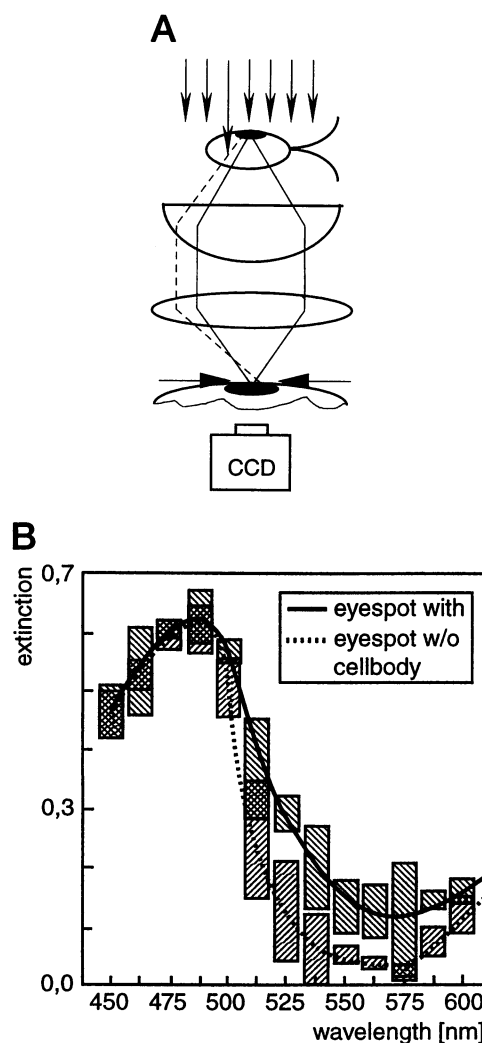 A
CCD
B
0,7
0,3
0,0
extinction
eyespot with
eyespot w/o
cellbody
450 475 500 525 550 575 600
wavelength [nm]